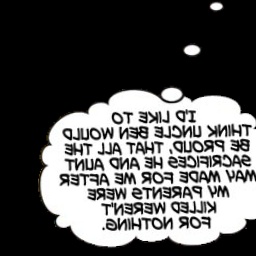 I'D LIKE TO
THINK UNCLE BEN WOULD
BE PROUD, THAT ALL THE
SACRIFICES HE AND AUNT
MAY MADE FOR ME AFTER
MY PARENTS WERE
KILLED WEREN'T
FOR NOTHING.